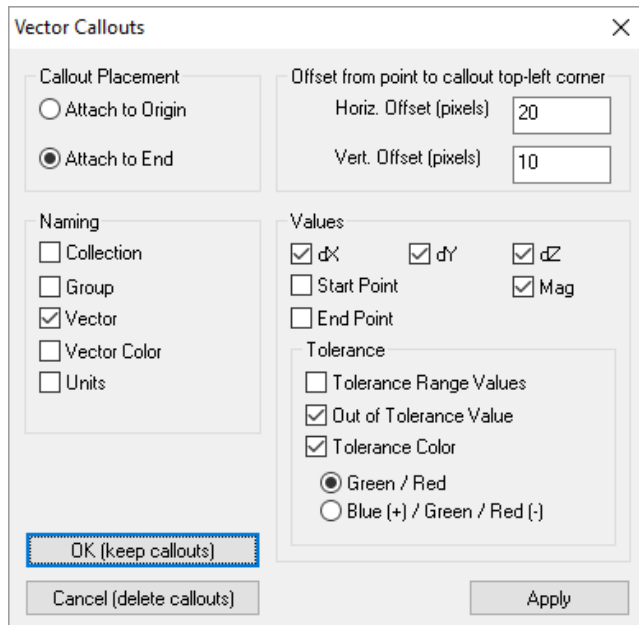 Vector Callouts
Callout Placement
Attach to Origin
Attach to End
Offset from point to callout top-left corner
Horiz. Offset (pixels)
20
Vert. Offset (pixels)
10
Naming
Collection
Group
Vector
Vector Color
Units
Values
dX dY dZ
Start Point Mag
End Point
Tolerance
Tolerance Range Values
Out of Tolerance Value
Tolerance Color
Green / Red
Blue (+) / Green / Red (-)
OK (keep callouts)
Cancel (delete callouts)
Apply